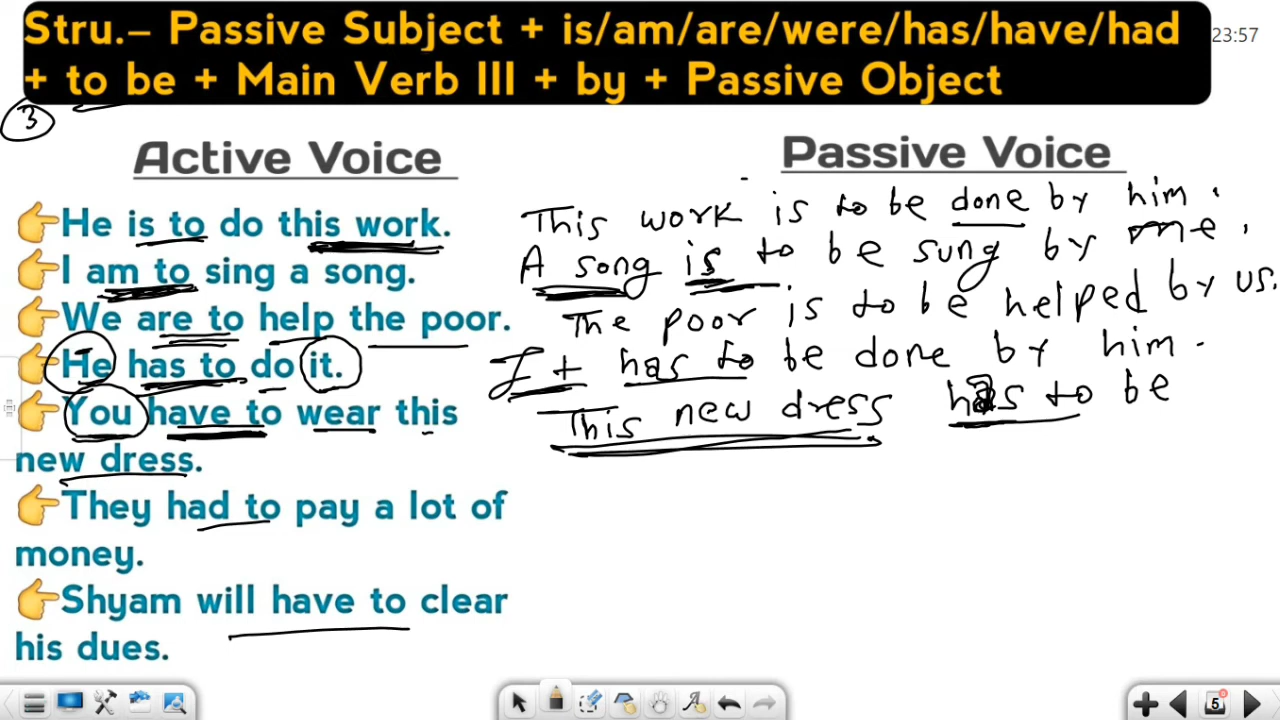 Stru.– Passive Subject + is/am/are/were/has/have/had
+ to be + Main Verb III + by + Passive Object
23:57
3
Active Voice
He is to do this work.
I am to sing a song.
We are to help the poor.
He has to do it.
You have to wear this
new dress.
They had to pay a lot of
money.
Shyam will have to clear
his dues.
Passive Voice
This work is to be done by him.
A song is to be sung by me.
The poor is to be helped by us.
It has to be done by him.
This new dress has to be
5